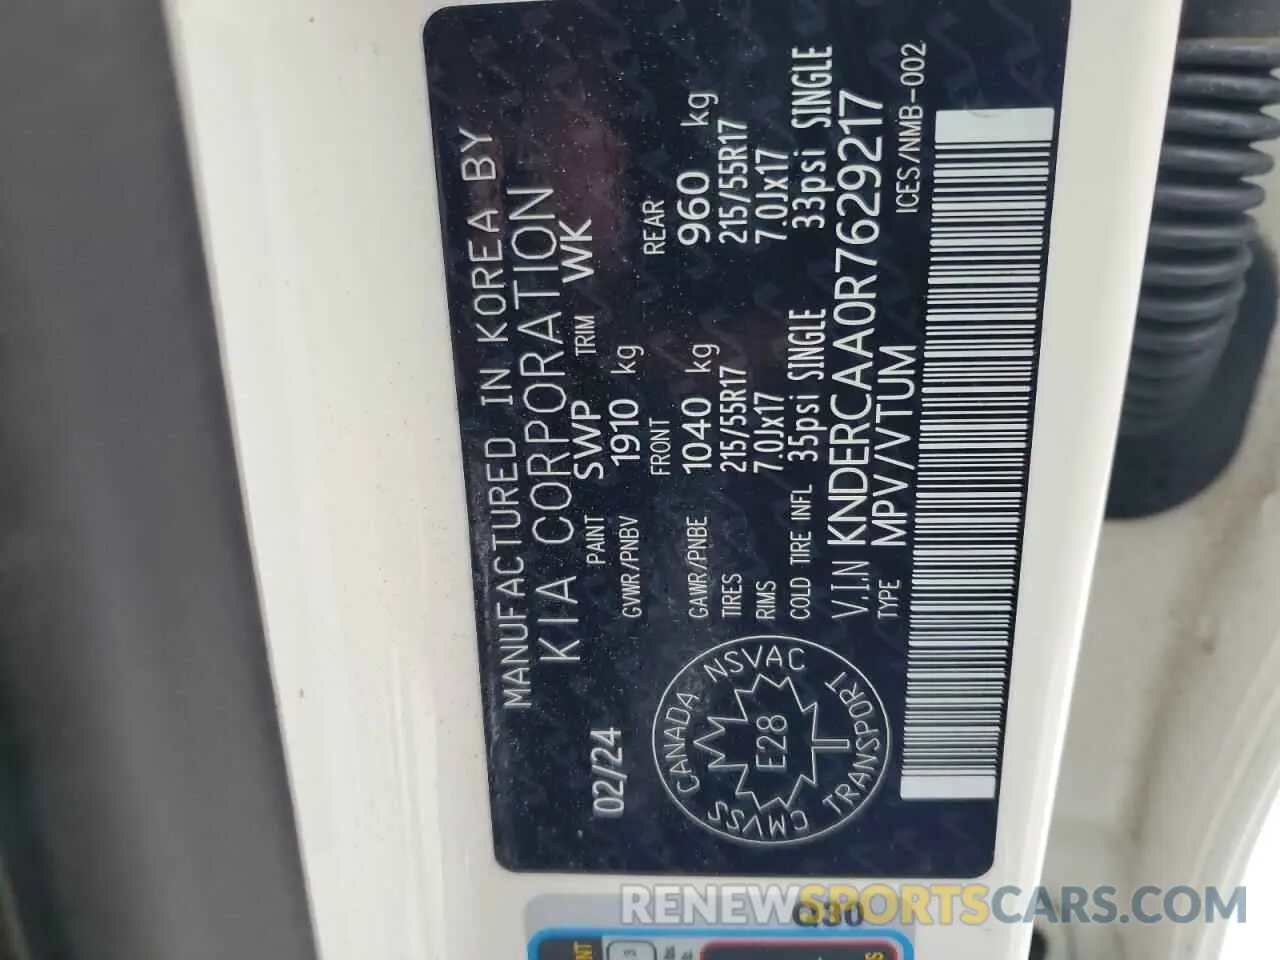 MANUFACTURED IN KOREA BY
KIA CORPORATION
02/24
PAINT SWP TRIM WK
GVWR/PNBV 1910 kg
FRONT REAR
GAWR/PNBE 1040 kg 960 kg
TIRES 215/55R17 215/55R17
RIMS 7.0Jx17 7.0Jx17
COLD TIRE INFL 35psi SINGLE 33psi SINGLE
V.I.N KNDERCAA0R7629217
TYPE MPV/VTUM
ICES/NMB-002
CANADA NSVAC
E28
CMVSS TRANSPORT
Q30
RENEWSPORTSCARS.COM